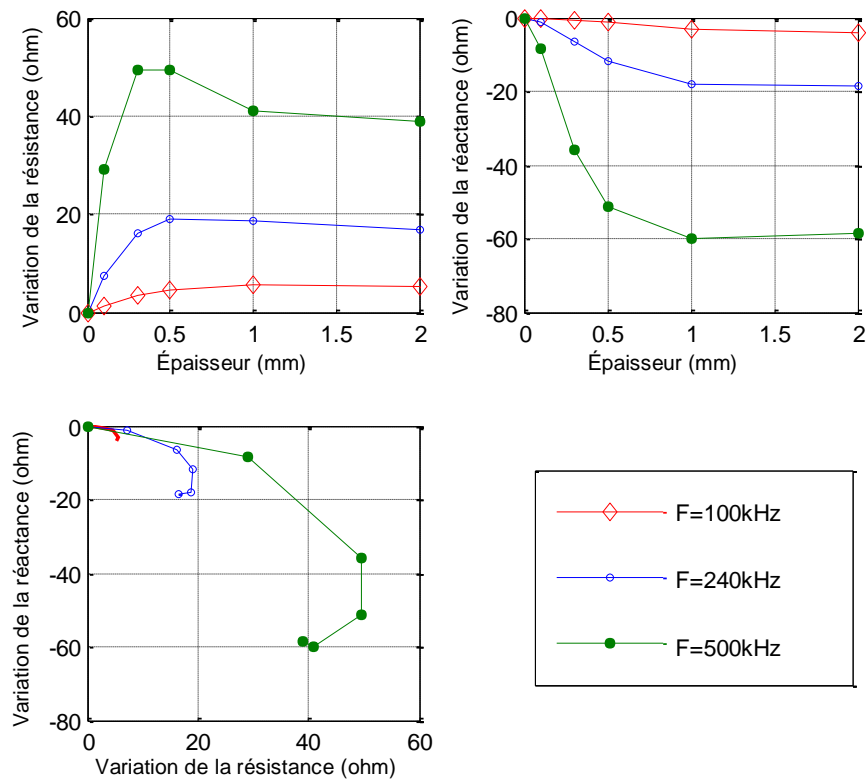 Variation de la résistance (ohm)
60
40
20
0
0 0.5 1 1.5 2
Épaisseur (mm)
Variation de la réactance (ohm)
0
-20
-40
-60
-80
0 0.5 1 1.5 2
Épaisseur (mm)
Variation de la réactance (ohm)
0
-20
-40
-60
-80
0 20 40 60
Variation de la résistance (ohm)
F=100kHz
F=240kHz
F=500kHz